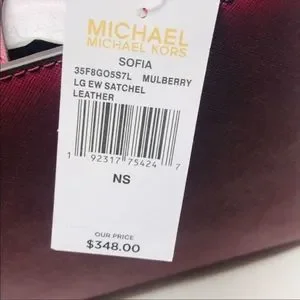 MICHAEL
MICHAEL KORS
SOFIA
35F8GO5S7L MULBERRY
LG EW SATCHEL
LEATHER
1 92317 75424 7
NS
OUR PRICE
$348.00